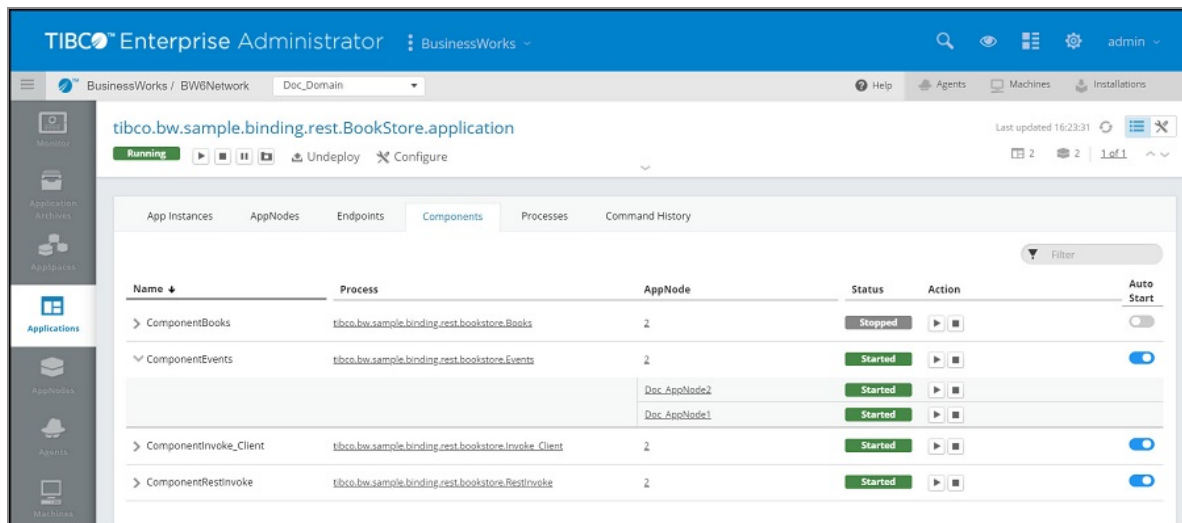 TIBCO™ Enterprise Administrator BusinessWorks admin
BusinessWorks / BW6Network Doc_Domain Help Agents Machines Installations
Monitor
tibco.bw.sample.binding.rest.BookStore.application Last updated 16:23:31
Running Undeploy Configure 2 2 1 of 1
Application
Archives
App Instances AppNodes Endpoints Components Processes Command History
AppSpaces
Filter
Name Process AppNode Status Action Auto
Start
Applications
ComponentBooks tibco.bw.sample.binding.rest.bookstore.Books 2 Stopped
ComponentEvents tibco.bw.sample.binding.rest.bookstore.Events 2 Started
AppNodes
Doc_AppNode2 Started
Doc_AppNode1 Started
Agents
ComponentInvoke_Client tibco.bw.sample.binding.rest.bookstore.Invoke_Client 2 Started
ComponentRestInvoke tibco.bw.sample.binding.rest.bookstore.RestInvoke 2 Started
Machines